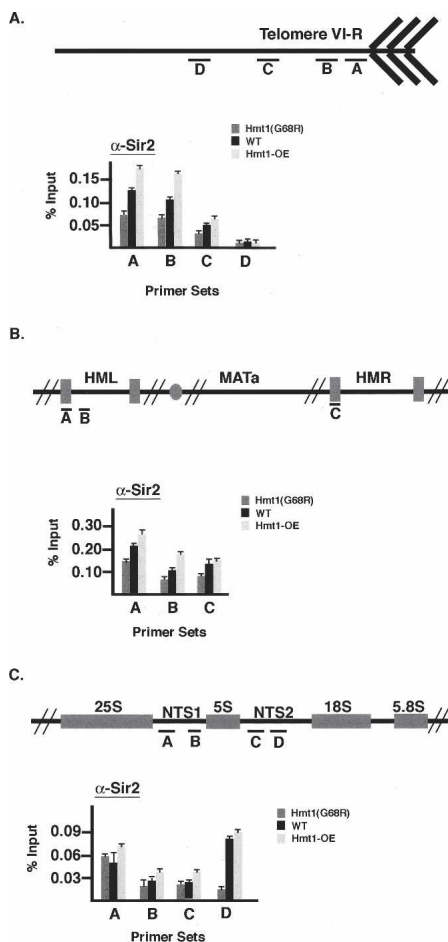 A.
Telomere VI-R
D C B A
α-Sir2
Hmt1(G68R)
WT
Hmt1-OE
% Input
0.15
0.10
0.05
A B C D
Primer Sets
B.
HML MATa HMR
A B C
α-Sir2
Hmt1(G68R)
WT
Hmt1-OE
% Input
0.30
0.20
0.10
A B C
Primer Sets
C.
25S NTS1 5S NTS2 18S 5.8S
A B C D
α-Sir2
Hmt1(G68R)
WT
Hmt1-OE
% Input
0.09
0.06
0.03
A B C D
Primer Sets